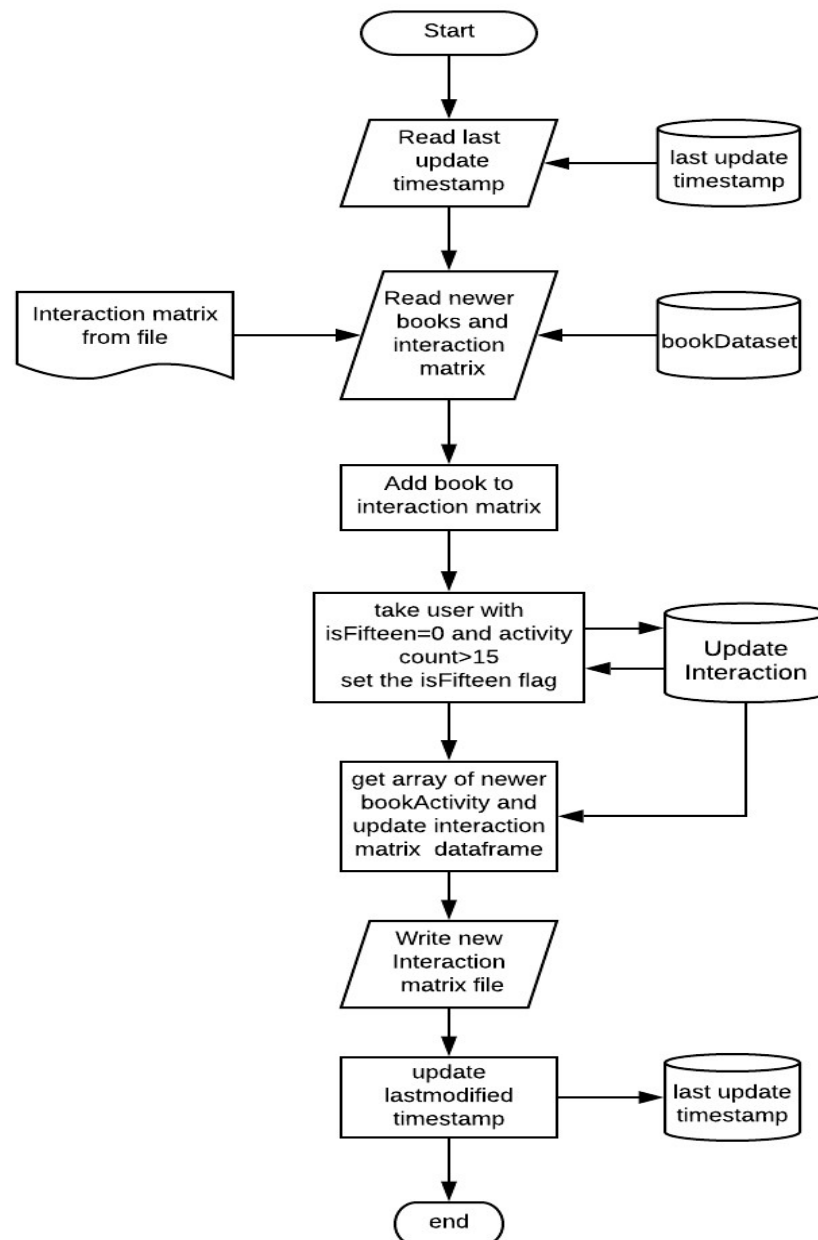 Start
Read last
update
timestamp
last update
timestamp
Interaction matrix
from file
Read newer
books and
interaction
matrix
bookDataset
Add book to
interaction matrix
take user with
isFifteen=0 and activity
count>15
set the isFifteen flag
Update
Interaction
get array of newer
bookActivity and
update interaction
matrix dataframe
Write new
Interaction
matrix file
update
lastmodified
timestamp
last update
timestamp
end